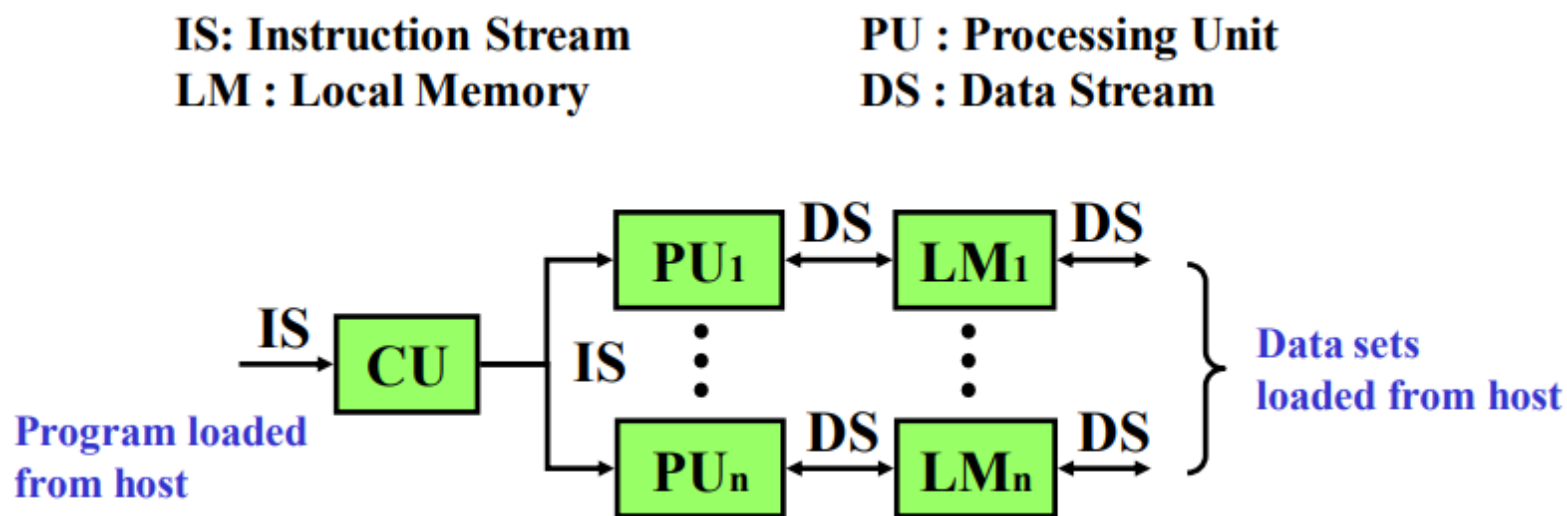 IS: Instruction Stream
PU : Processing Unit
LM : Local Memory
DS : Data Stream
PU1
DS
LM1
DS
IS
CU
IS
Data sets
loaded from host
Program loaded
from host
PUn
DS
LMn
DS